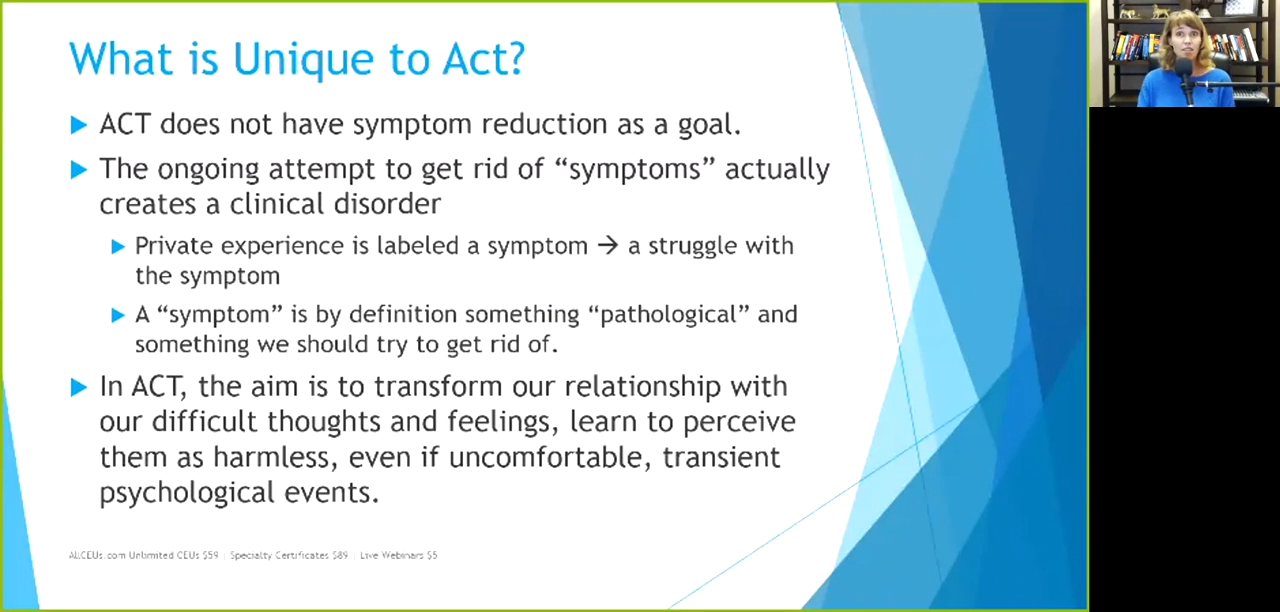 What is Unique to Act?
ACT does not have symptom reduction as a goal.
The ongoing attempt to get rid of “symptoms” actually
creates a clinical disorder
Private experience is labeled a symptom → a struggle with
the symptom
A “symptom” is by definition something “pathological” and
something we should try to get rid of.
In ACT, the aim is to transform our relationship with
our difficult thoughts and feelings, learn to perceive
them as harmless, even if uncomfortable, transient
psychological events.
AllCEUs.com Unlimited CEUs $59 | Specialty Certificates $89 | Live Webinars $5